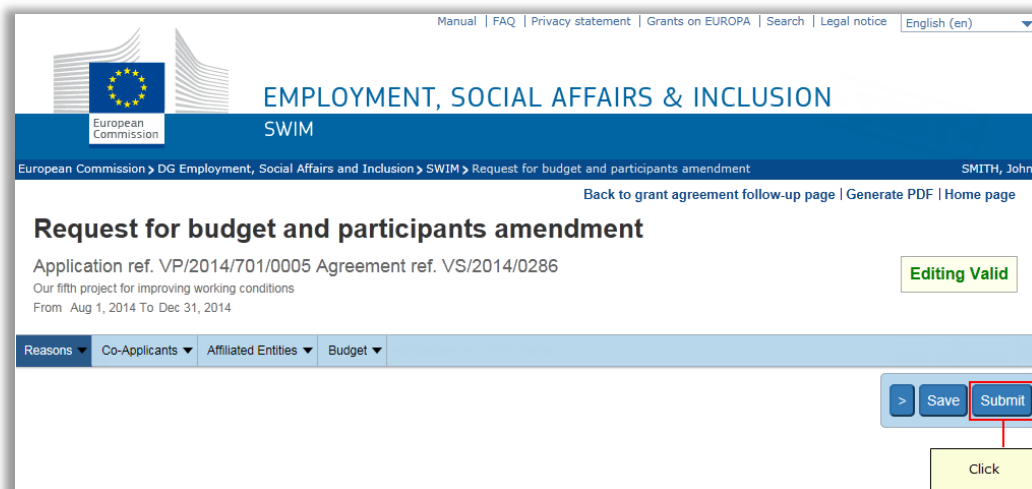 Manual | FAQ | Privacy statement | Grants on EUROPA | Search | Legal notice English (en)
EMPLOYMENT, SOCIAL AFFAIRS & INCLUSION
European
Commission
SWIM
European Commission > DG Employment, Social Affairs and Inclusion > SWIM > Request for budget and participants amendment SMITH, John
Back to grant agreement follow-up page | Generate PDF | Home page
Request for budget and participants amendment
Application ref. VP/2014/701/0005 Agreement ref. VS/2014/0286
Editing Valid
Our fifth project for improving working conditions
From Aug 1, 2014 To Dec 31, 2014
Reasons Co-Applicants Affiliated Entities Budget
> Save Submit
Click